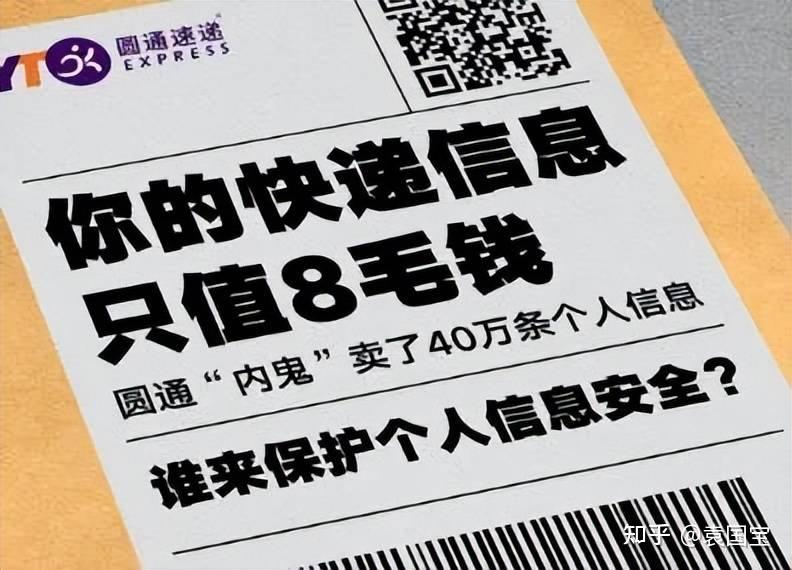 YTO 圆通速递
EXPRESS
你的快递信息
只值8毛钱
圆通“内鬼”卖了40万条个人信息
谁来保护个人信息安全？
知乎 @袁国宝